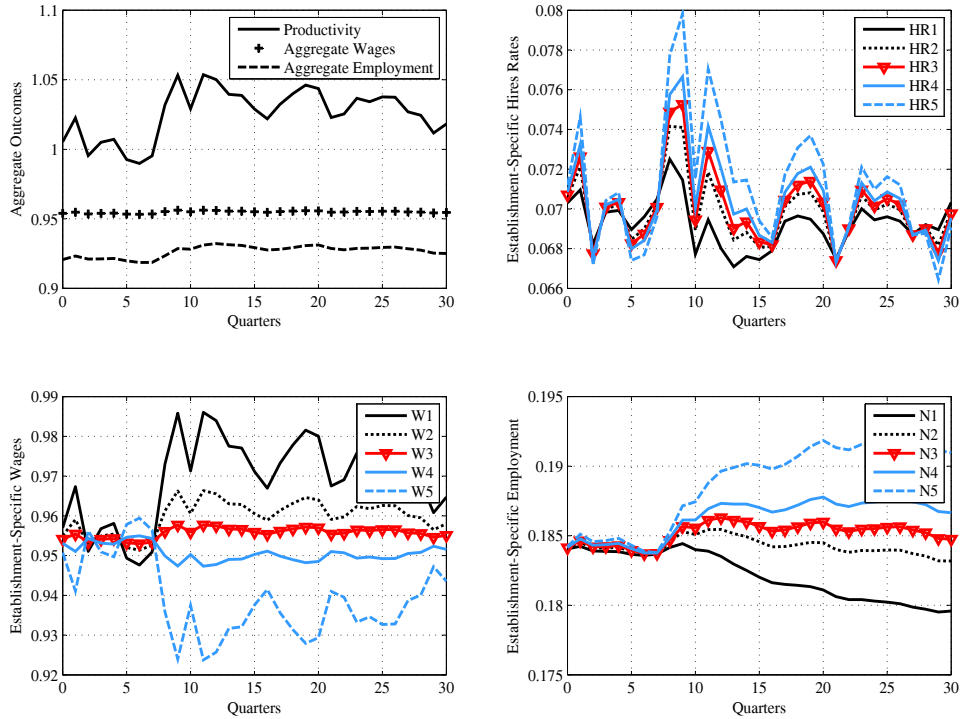 Productivity
Aggregate Wages
Aggregate Employment
1.1
1.05
1
0.95
0.9
0 5 10 15 20 25 30
Quarters
Aggregate Outcomes
HR1
HR2
HR3
HR4
HR5
0.08
0.078
0.076
0.074
0.072
0.07
0.068
0.066
0 5 10 15 20 25 30
Quarters
Establishment-Specific Hires Rates
W1
W2
W3
W4
W5
0.99
0.98
0.97
0.96
0.95
0.94
0.93
0.92
0 5 10 15 20 25 30
Quarters
Establishment-Specific Wages
N1
N2
N3
N4
N5
0.195
0.19
0.185
0.18
0.175
0 5 10 15 20 25 30
Quarters
Establishment-Specific Employment